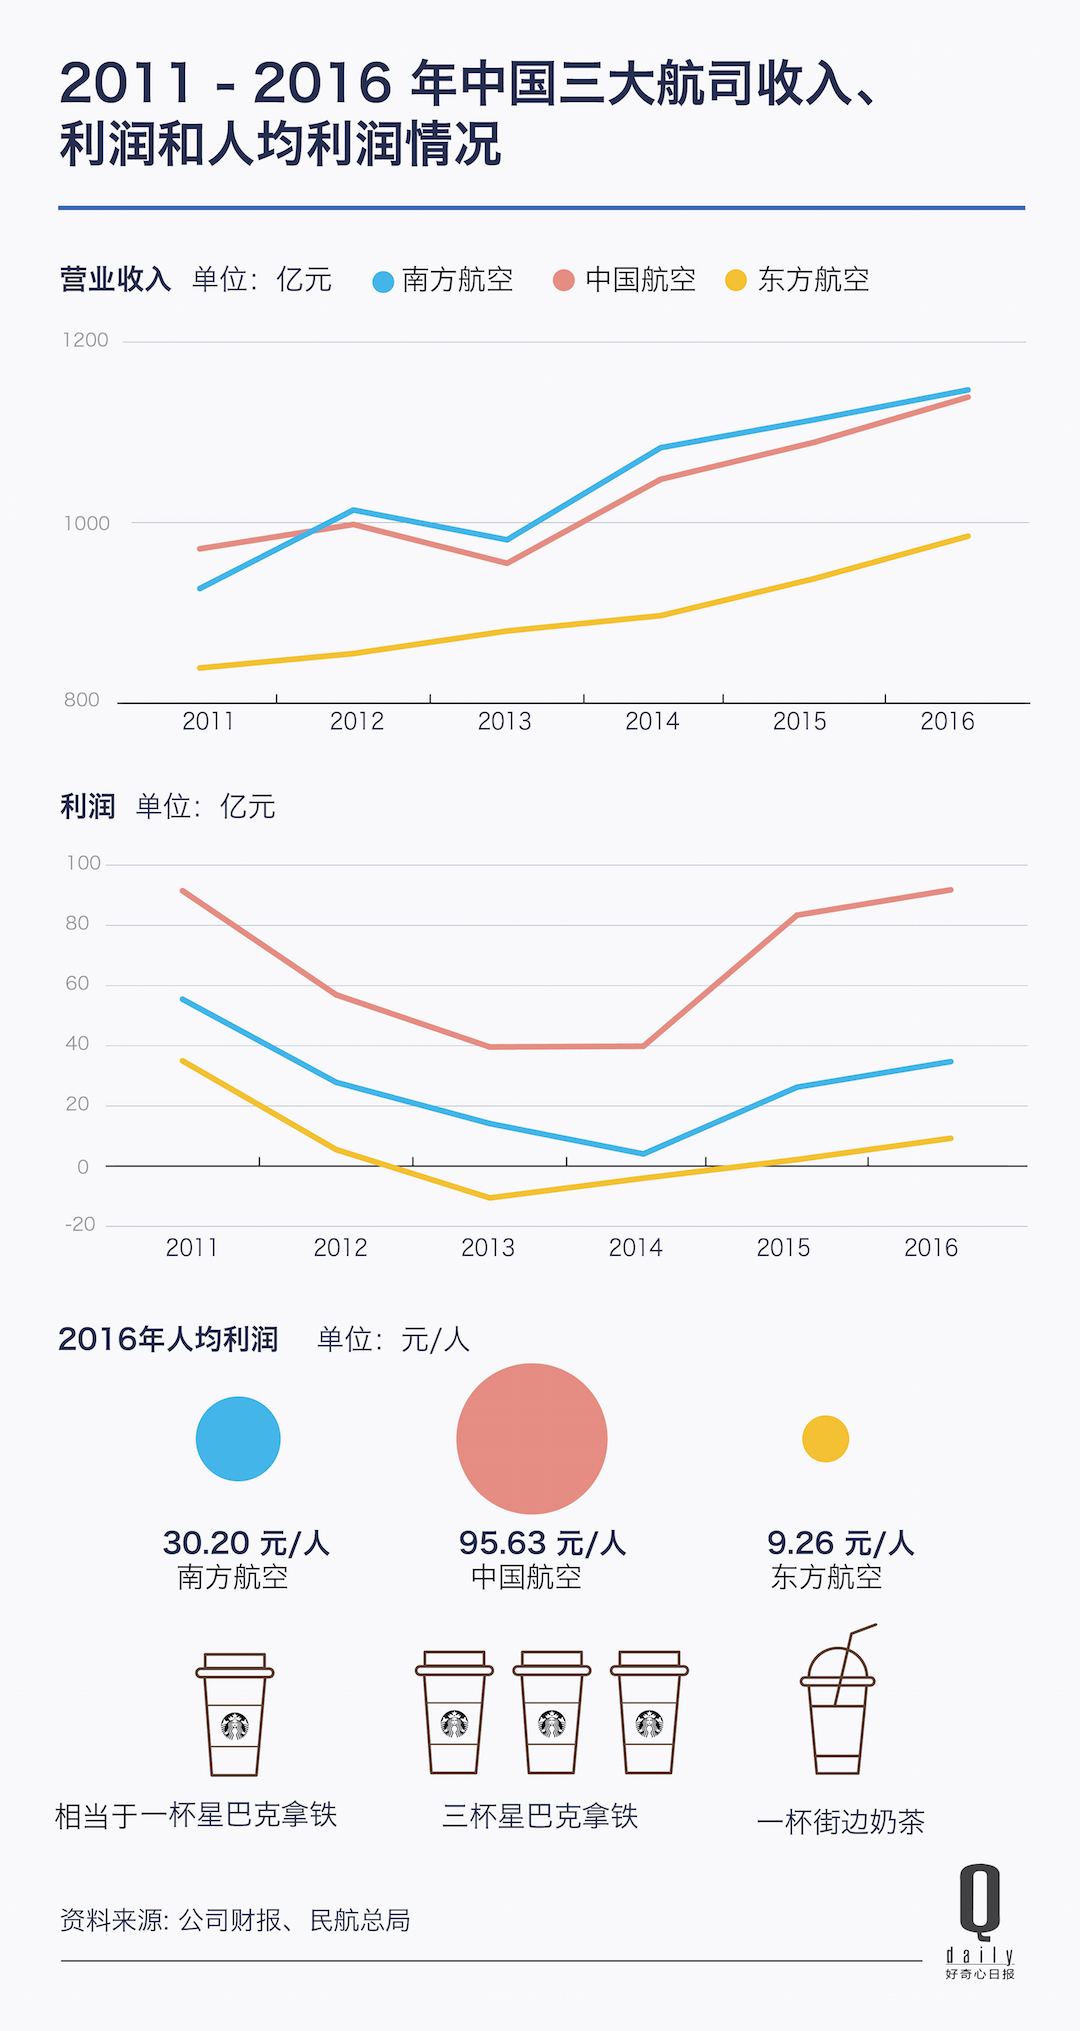 2011 - 2016 年中国三大航司收入、
利润和人均利润情况
营业收入 单位：亿元 南方航空 中国航空 东方航空
1200
1000
800
2011 2012 2013 2014 2015 2016
利润 单位：亿元
100
80
60
40
20
0
-20
2011 2012 2013 2014 2015 2016
2016年人均利润 单位：元/人
30.20 元/人 95.63 元/人 9.26 元/人
南方航空 中国航空 东方航空
相当于一杯星巴克拿铁 三杯星巴克拿铁 一杯街边奶茶
资料来源: 公司财报、民航总局
Q
daily
好奇心日报